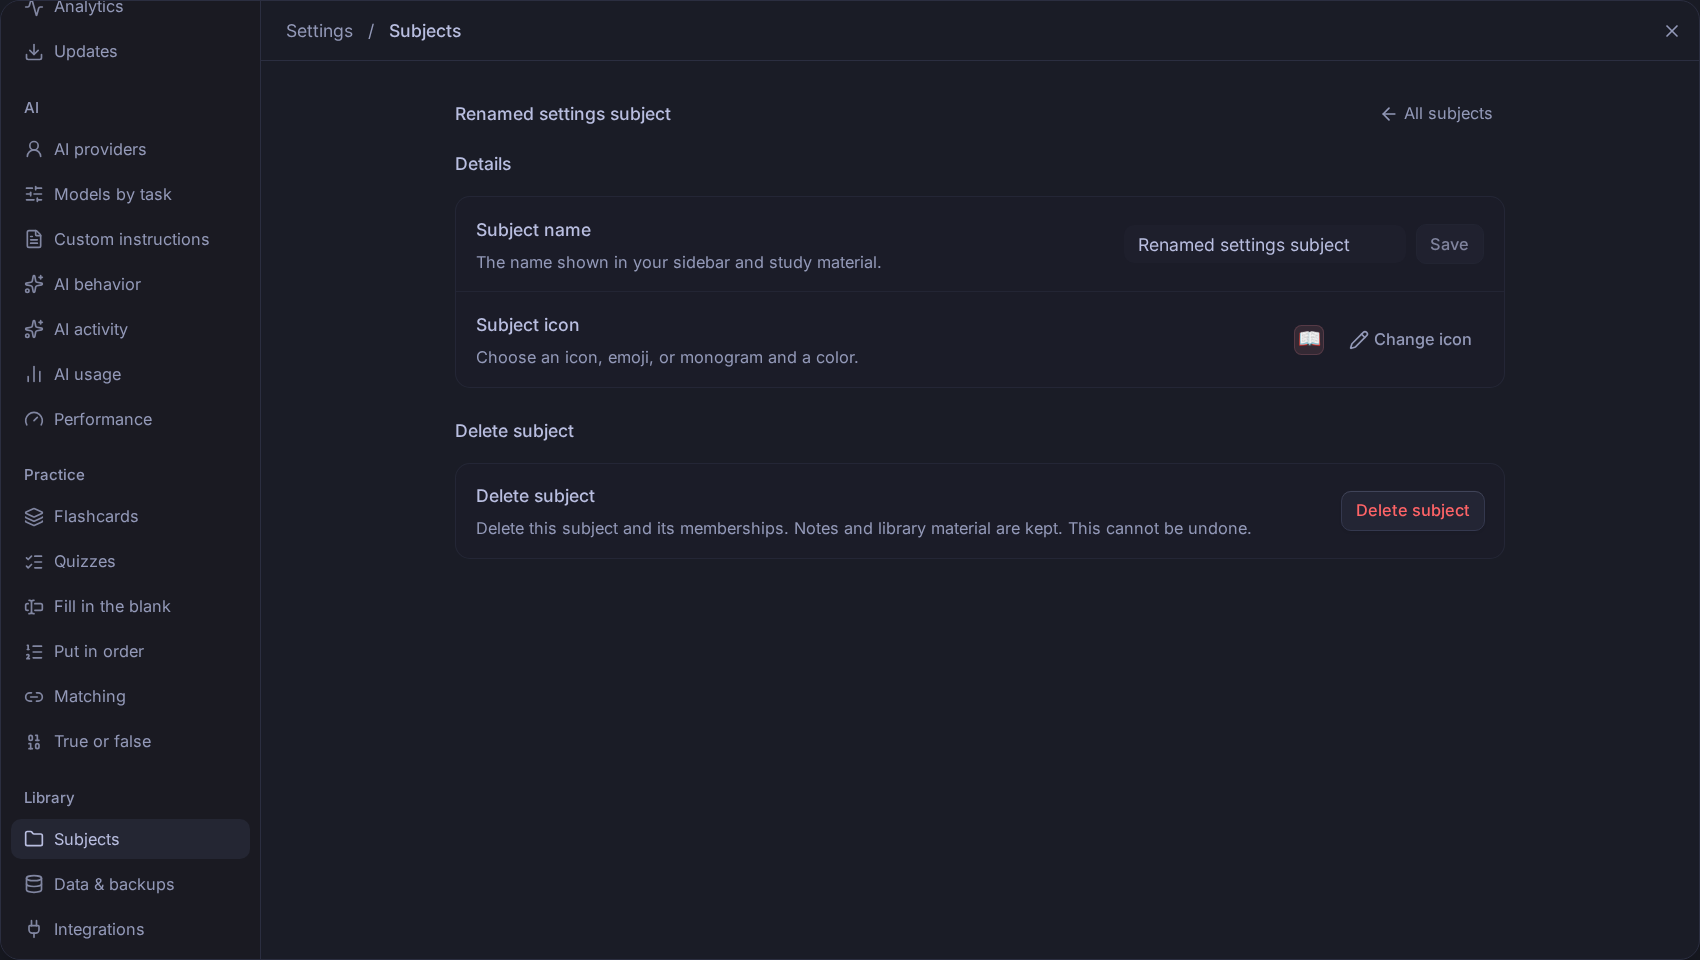 Analytics
Updates
AI
AI providers
Models by task
Custom instructions
AI behavior
AI activity
AI usage
Performance
Practice
Flashcards
Quizzes
Fill in the blank
Put in order
Matching
True or false
Library
Subjects
Data & backups
Integrations
Settings / Subjects
Renamed settings subject
All subjects
Details
Subject name
The name shown in your sidebar and study material.
Renamed settings subject
Save
Subject icon
Choose an icon, emoji, or monogram and a color.
Change icon
Delete subject
Delete subject
Delete this subject and its memberships. Notes and library material are kept. This cannot be undone.
Delete subject